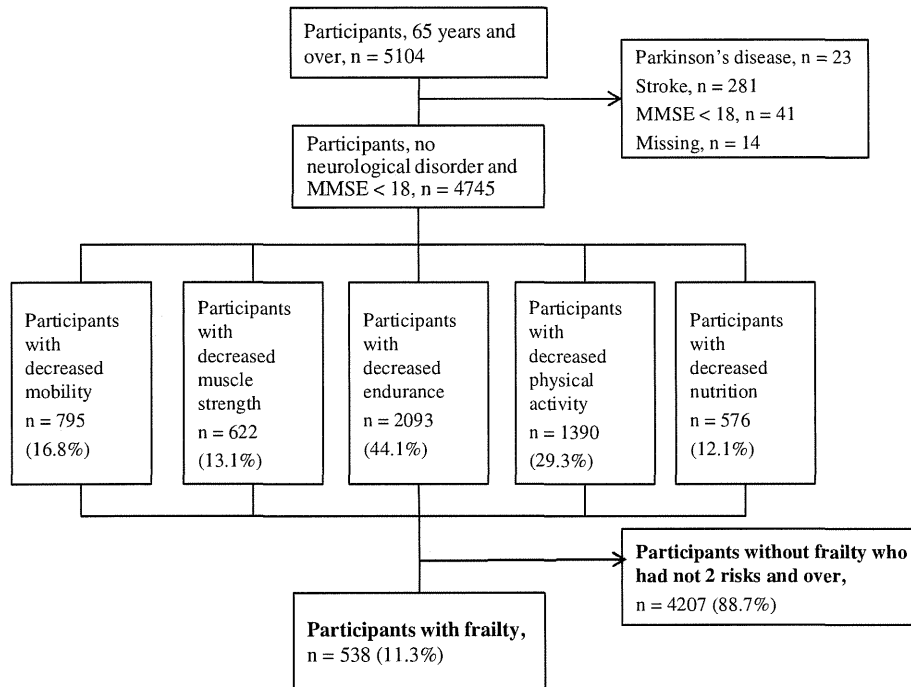 Participants, 65 years and
over, n = 5104
Parkinson's disease, n = 23
Stroke, n = 281
MMSE < 18, n = 41
Missing, n = 14
Participants, no
neurological disorder and
MMSE < 18, n = 4745
Participants
with
decreased
mobility
n = 795
(16.8%)
Participants
with
decreased
muscle
strength
n = 622
(13.1%)
Participants
with
decreased
endurance
n = 2093
(44.1%)
Participants
with
decreased
physical
activity
n = 1390
(29.3%)
Participants
with
decreased
nutrition
n = 576
(12.1%)
Participants without frailty who
had not 2 risks and over,
n = 4207 (88.7%)
Participants with frailty,
n = 538 (11.3%)